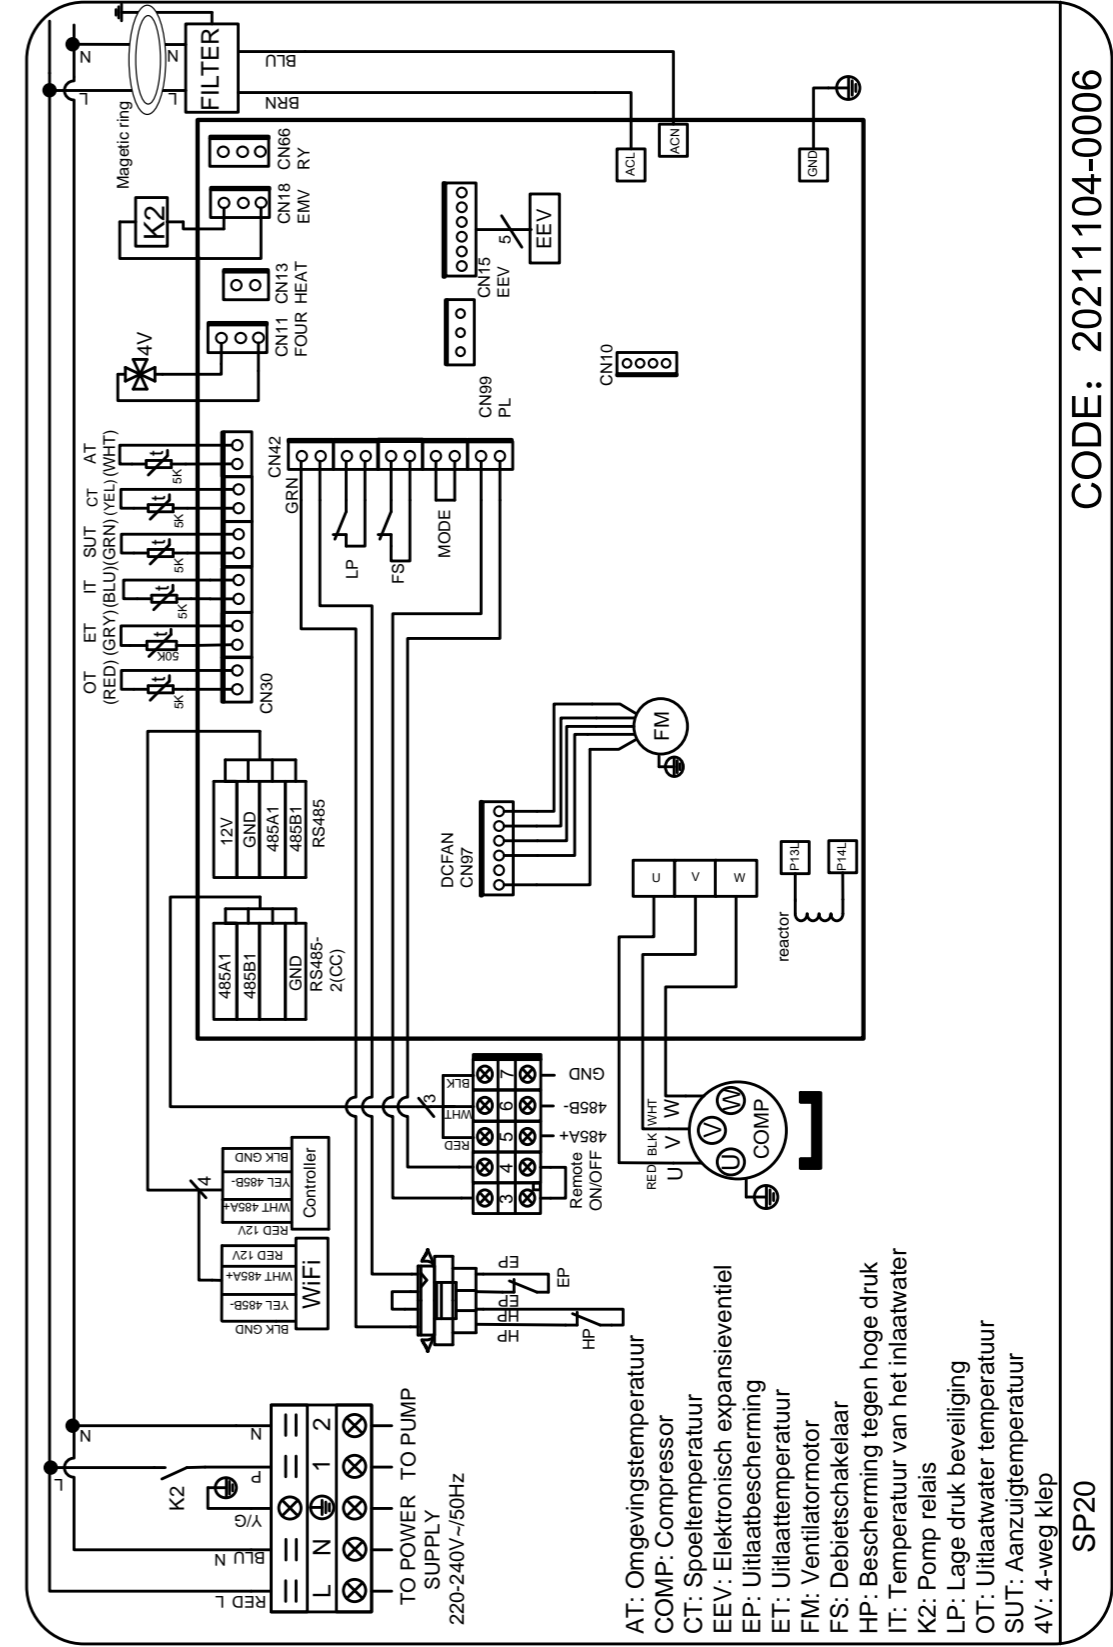 N
L
Magetic ring
N
L
FILTER
BLU
BRN
K2
CN66
RY
CN18
EMV
CN13
HEAT
CN11
FOUR
4V
ACL
ACN
GND
CN15
EEV
5
EEV
CN99
PL
CN10
AT
(WHT)
5K
t
CT
(YEL)
5K
t
SUT
(GRN)
5K
t
IT
(BLU)
5K
t
ET
(GRY)
50K
t
OT
(RED)
5K
t
CN30
CN42
GRN
LP
FS
MODE
12V
GND
485A1
485B1
RS485
485A1
485B1
GND
RS485-
2(CC)
DCFAN
CN97
FM
U
V
W
P13L
P14L
reactor
RED
BLK
WHT
U
V
W
U
V
W
COMP
3
BLK
WHT
RED
7
6
5
4
3
GND
485B-
485A+
Remote
ON/OFF
4
BLK GND
YEL 485B-
WHT 485A+
RED 12V
Controller
RED 12V
WHT 485A+
YEL 485B-
BLK GND
WiFi
EP
EP
HP
HP
EP
HP
L
N
K2
N
P
Y/G
BLU N
RED L
2
1
N
L
TO PUMP
TO POWER
SUPPLY
220-240V~/50Hz
AT: Omgevingstemperatuur
COMP: Compressor
CT: Spoeltemperatuur
EEV: Elektronisch expansieventiel
EP: Uitlaatbescherming
ET: Uitlaattemperatuur
FM: Ventilatormotor
FS: Debietschakelaar
HP: Bescherming tegen hoge druk
IT: Temperatuur van het inlaatwater
K2: Pomp relais
LP: Lage druk beveiliging
OT: Uitlaatwater temperatuur
SUT: Aanzuigtemperatuur
4V: 4-weg klep
SP20
CODE: 20211104-0006